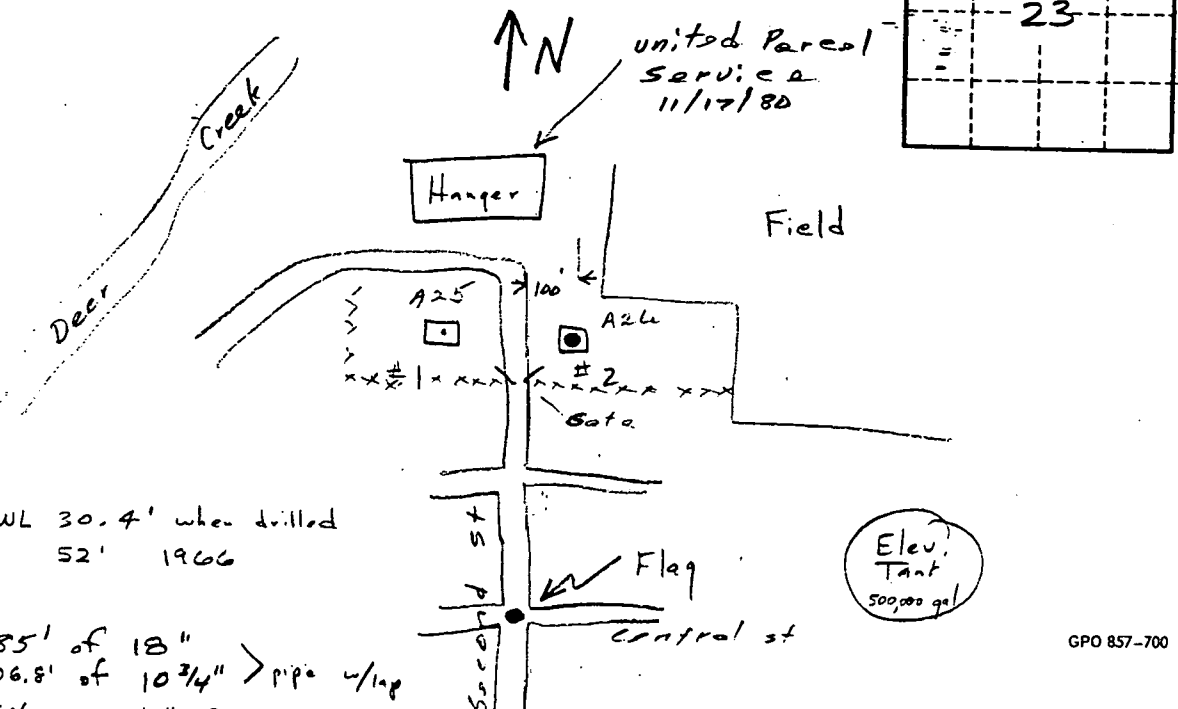 23
N
united Parcel
Service
11/17/80
Deer Creek
Hanger
Field
A25
100'
#1
#2
Gate
WL 30.4' when drilled
52' 1966
Second St
Flag
Central st
Elev.
Tank
500,000 gal
85' of 18"
06.8' of 10 3/4" > pipe w/lap
GPO 857-700